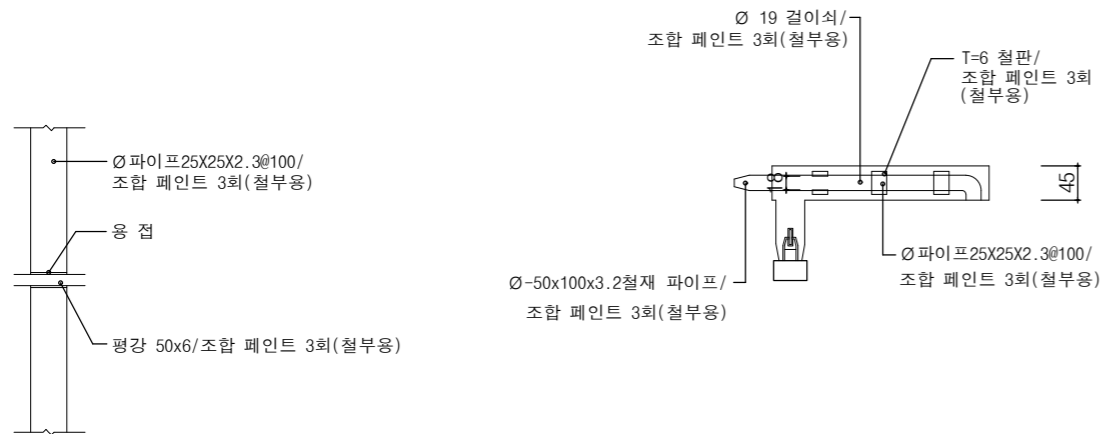 Ø 19 걸이쇠/
조합 페인트 3회(철부용)
T=6 철판/
조합 페인트 3회
(철부용)
Ø파이프25X25X2.3@100/
조합 페인트 3회(철부용)
용 접
평강 50x6/조합 페인트 3회(철부용)
18
45
Ø파이프25X25X2.3@100/
조합 페인트 3회(철부용)
Ø-50x100x3.2철재 파이프/
조합 페인트 3회(철부용)